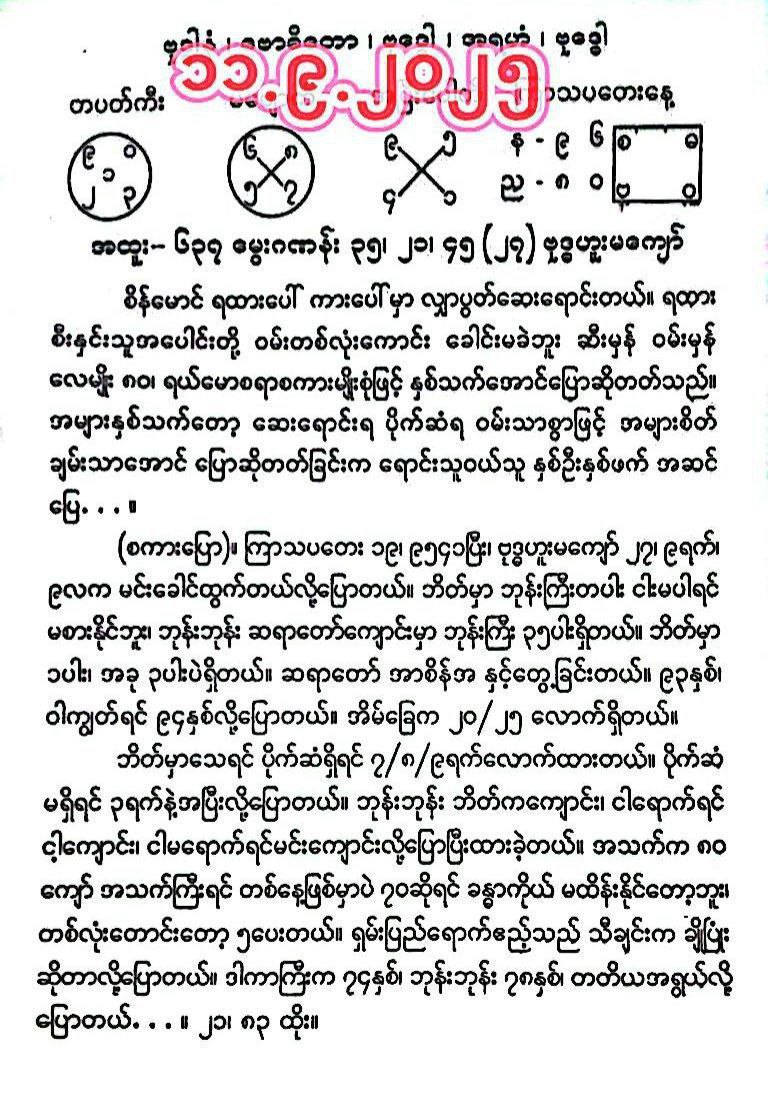 ဗုဒ္ဓေါ ၊ အရဟံ ၊ ဗုဒ္ဓေါ
၁၁.၉.၂၀၂၅
တပတ်ကီး သပတေးနေ့
၉ ၀ ၁ ၂ ၃
၆ ၈ ၅ ၇
၉ ၅ ၄ ၁
န - ၉ ၆
ည - ၈ ၀
စ ဓ ဗ ဝ
အထူး- ၆၃၇ မွေးဂဏန်း ၃၅၊ ၂၁၊ ၄၅ (၂၇) ဗုဒ္ဓဟူးမကျော်
စိန်မောင် ရထားပေါ် ကားပေါ်မှာ လျှာပွတ်ဆေးရောင်းတယ်။ ရထား
စီးနှင်းသူအပေါင်းတို့ ဝမ်းတစ်လုံးကောင်း ခေါင်းမခဲဘူး ဆီးမှန် ဝမ်းမှန်
လေမျိုး ၈၀၊ ရယ်မောစရာစကားမျိုးစုံဖြင့် နှစ်သက်အောင်ပြောဆိုတတ်သည်။
အများနှစ်သက်တော့ ဆေးရောင်းရ ပိုက်ဆံရ ဝမ်းသာစွာဖြင့် အများစိတ်
ချမ်းသာအောင် ပြောဆိုတတ်ခြင်းက ရောင်းသူဝယ်သူ နှစ်ဦးနှစ်ဖက် အဆင်
ပြေ. . . ။
(စကားပြော)။ ကြာသပတေး ၁၉၊ ၉၅၄၁ပြီး၊ ဗုဒ္ဓဟူးမကျော် ၂၇၊ ၉ရက်၊
၉လက မင်းခေါင်ထွက်တယ်လို့ပြောတယ်။ ဘိတ်မှာ ဘုန်းကြီးတပါး ငါးမပါရင်
မစားနိုင်ဘူး၊ ဘုန်းဘုန်း ဆရာတော်ကျောင်းမှာ ဘုန်းကြီး ၃၅ပါးရှိတယ်။ ဘိတ်မှာ
၁ပါး၊ အခု ၃ပါးပဲရှိတယ်။ ဆရာတော် အာစိန်အ နှင့်တွေ့ခြင်းတယ်။ ၉၃နှစ်၊
ဝါကျွတ်ရင် ၉၄နှစ်လို့ပြောတယ်။ အိမ်ခြေက ၂၀/၂၅ လောက်ရှိတယ်။
ဘိတ်မှာသေရင် ပိုက်ဆံရှိရင် ၇/၈/၉ရက်လောက်ထားတယ်။ ပိုက်ဆံ
မရှိရင် ၃ရက်နဲ့အပြီးလို့ပြောတယ်။ ဘုန်းဘုန်း ဘိတ်ကကျောင်း၊ ငါရောက်ရင်
ငါ့ကျောင်း၊ ငါမရောက်ရင်မင်းကျောင်းလို့ပြောပြီးထားခဲ့တယ်။ အသက်က ၈၀
ကျော် အသက်ကြီးရင် တစ်နေ့ဖြစ်မှာပဲ ၇၀ဆိုရင် ခန္ဓာကိုယ် မထိန်းနိုင်တော့ဘူး၊
တစ်လုံးတောင်းတော့ ၅ပေးတယ်။ ရှမ်းပြည်ရောက်ဧည့်သည် သီချင်းက ချိုပြုံး
ဆိုတာလို့ပြောတယ်။ ဒါကာကြီးက ၇၄နှစ်၊ ဘုန်းဘုန်း ၇၈နှစ်၊ တတိယအရွယ်လို့
ပြောတယ်. . . ။ ၂၁၊ ၈၃ ထိုး။